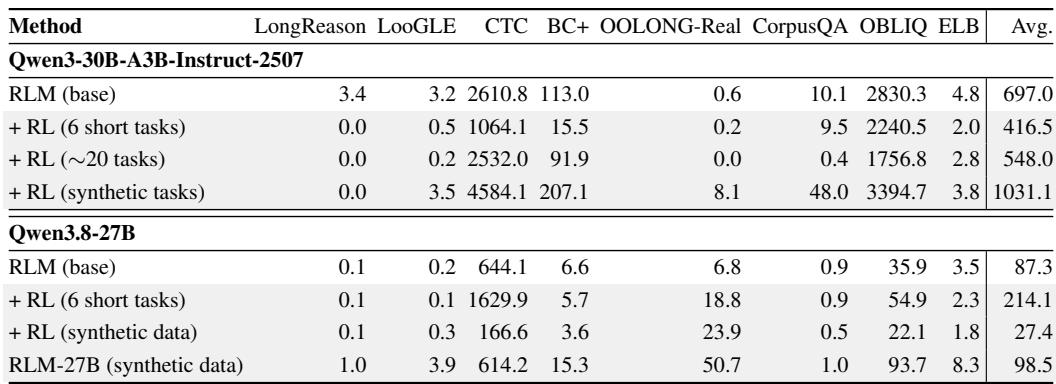 Method LongReason LooGLE CTC BC+ OOLONG-Real CorpusQA OBLIQ ELB Avg.
Qwen3-30B-A3B-Instruct-2507
RLM (base) 3.4 3.2 2610.8 113.0 0.6 10.1 2830.3 4.8 697.0
+ RL (6 short tasks) 0.0 0.5 1064.1 15.5 0.2 9.5 2240.5 2.0 416.5
+ RL (∼20 tasks) 0.0 0.2 2532.0 91.9 0.0 0.4 1756.8 2.8 548.0
+ RL (synthetic tasks) 0.0 3.5 4584.1 207.1 8.1 48.0 3394.7 3.8 1031.1
Qwen3.8-27B
RLM (base) 0.1 0.2 644.1 6.6 6.8 0.9 35.9 3.5 87.3
+ RL (6 short tasks) 0.1 0.1 1629.9 5.7 18.8 0.9 54.9 2.3 214.1
+ RL (synthetic data) 0.1 0.3 166.6 3.6 23.9 0.5 22.1 1.8 27.4
RLM-27B (synthetic data) 1.0 3.9 614.2 15.3 50.7 1.0 93.7 8.3 98.5